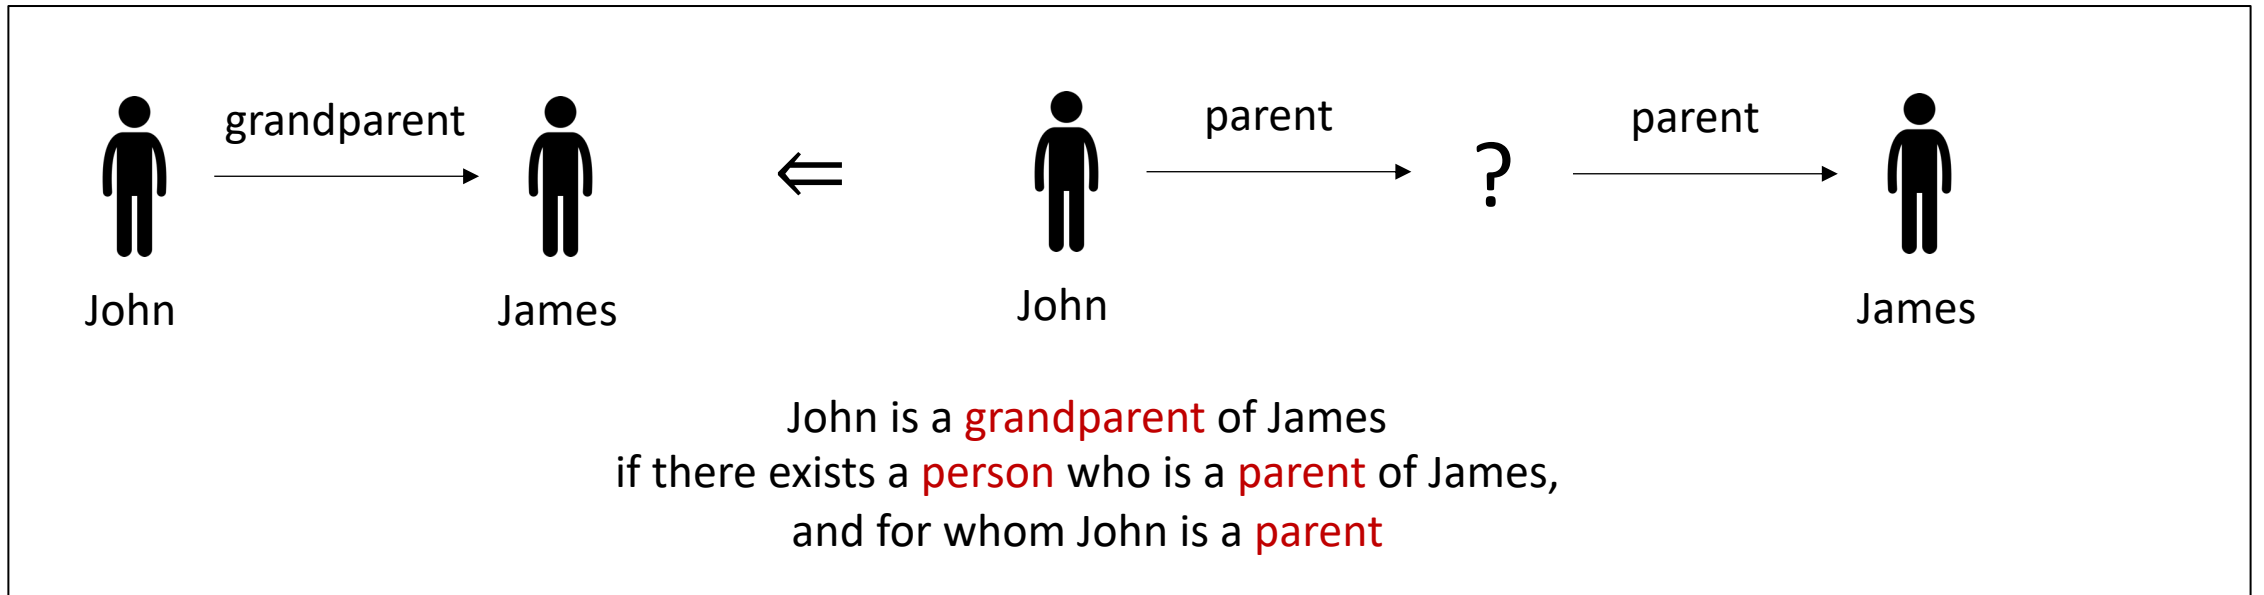 grandparent
parent
parent
⇐
?
John
James
John
James
John is a grandparent of James
if there exists a person who is a parent of James,
and for whom John is a parent